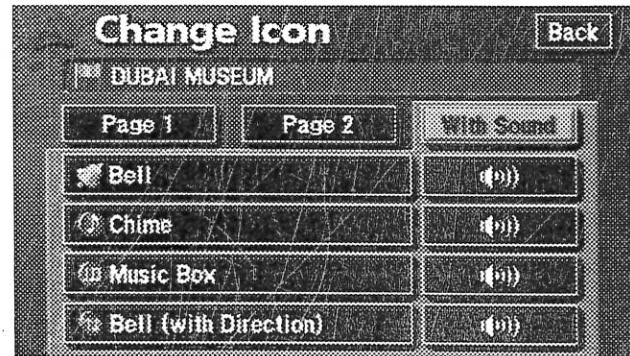 Change Icon Back
DUBAI MUSEUM
Page 1 Page 2 With Sound
Bell
Chime
Music Box
Bell (with Direction)